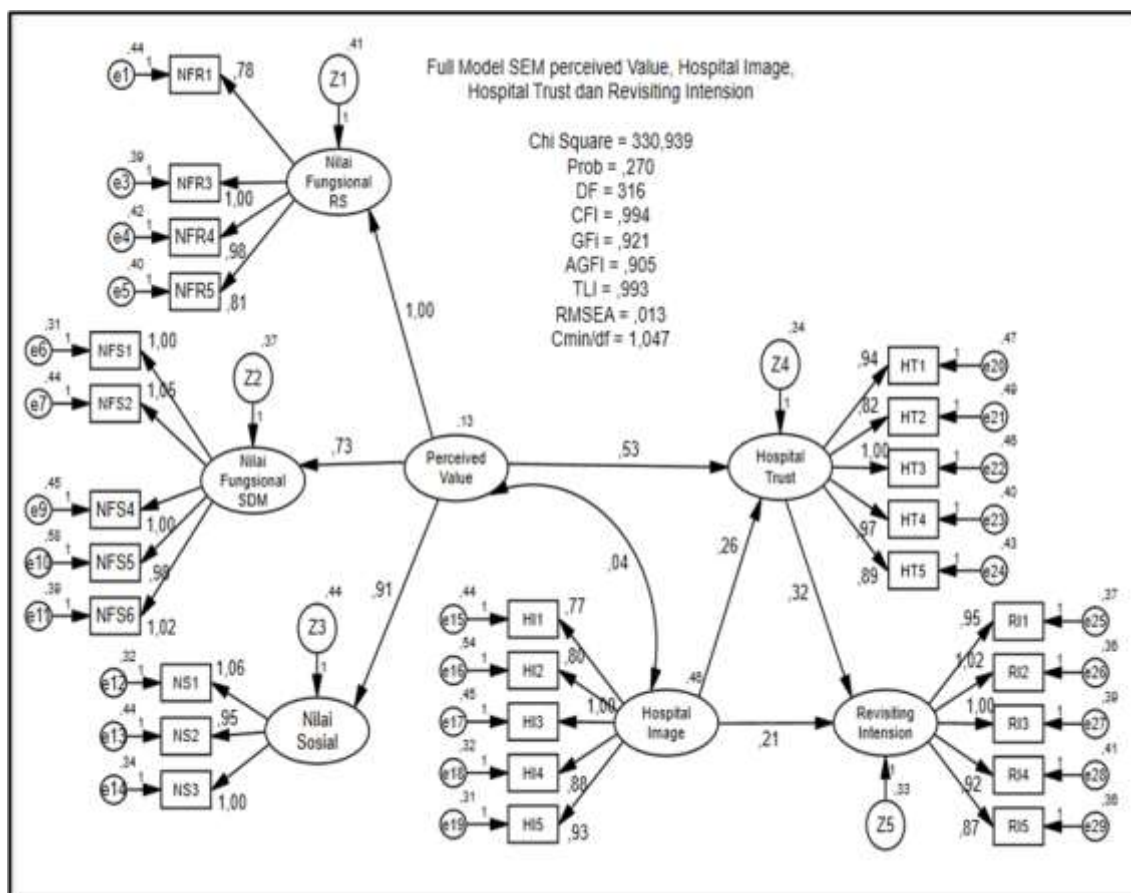 Full Model SEM perceived Value, Hospital Image,
Hospital Trust dan Revisiting Intension
Chi Square = 330,939
Prob = ,270
DF = 316
CFI = ,994
GFi = ,921
AGFI = ,905
TLI = ,993
RMSEA = ,013
Cmin/df = 1,047
,44
e1
1
NFR1
,78
,41
Z1
1
Nilai
Fungsional
RS
,39
e3
1
NFR3
1,00
,42
e4
1
NFR4
,98
,40
e5
1
NFR5
,81
1,00
,31
e6
1
NFS1
1,00
,44
e7
1
NFS2
1,05
,37
Z2
1
Nilai
Fungsional
SDM
e9
1
NFS4
1,00
e10
1
NFS5
,98
,39
e11
1
NFS6
1,02
,73
,13
Perceived
Value
,53
,91
,04
,44
Z3
1
Nilai
Sosial
,32
e12
1
NS1
1,06
,44
e13
1
NS2
,95
e14
1
NS3
1,00
Z4
1
Hospital
Trust
,94
HT1
1
,47
e20
,82
HT2
1
,49
e21
1,00
HT3
1
e22
,97
HT4
1
,40
e23
,89
HT5
1
,43
e24
,26
,32
,44
e15
1
HI1
,77
,54
e16
1
HI2
,80
e17
1
HI3
1,00
,32
e18
1
HI4
,88
,31
e19
1
HI5
,93
Hospital
Image
,21
Revisiting
Intension
1
,33
Z5
,95
RI1
1
,37
e25
1,02
RI2
1
e26
1,00
RI3
1
,39
e27
,92
RI4
1
,41
e28
,87
RI5
1
e29